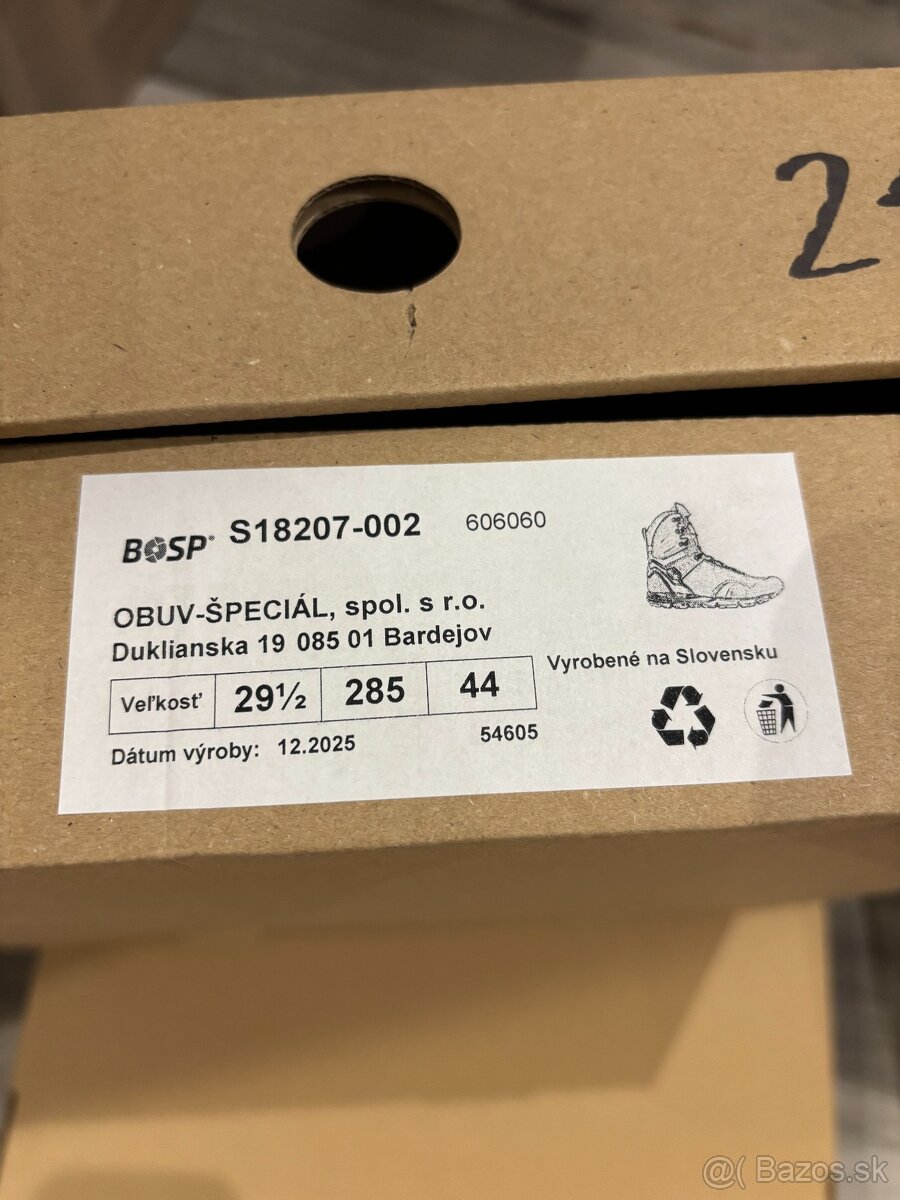 2
BOSP® S18207-002 606060
OBUV-ŠPECIÁL, spol. s r.o.
Duklianska 19 085 01 Bardejov
Vyrobené na Slovensku
Veľkosť 29½ 285 44
Dátum výroby: 12.2025 54605
@( Bazos.sk